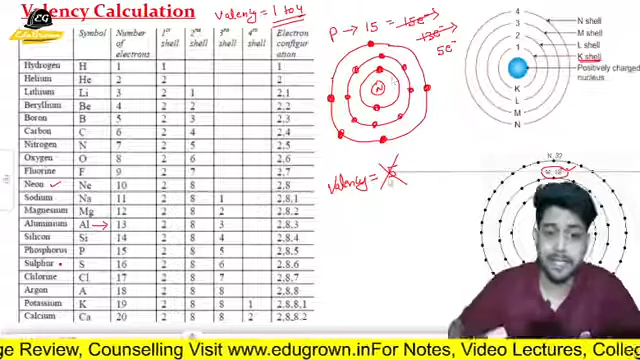 Valency Calculation
EG
Edugrown
valency = 1 to 4
Element Symbol Number of electrons 1st shell 2nd shell 3rd shell 4th shell Electron configuration
Hydrogen H 1 1 1
Helium He 2 2 2
Lithium Li 3 2 1 2,1
Beryllium Be 4 2 2 2,2
Boron B 5 2 3 2,3
Carbon C 6 2 4 2,4
Nitrogen N 7 2 5 2,5
Oxygen O 8 2 6 2,6
Fluorine F 9 2 7 2,7
Neon Ne 10 2 8 2,8
Sodium Na 11 2 8 1 2,8,1
Magnesium Mg 12 2 8 2 2,8,2
Aluminium Al 13 2 8 3 2,8,3
Silicon Si 14 2 8 4 2,8,4
Phosphorus P 15 2 8 5 2,8,5
Sulphur S 16 2 8 6 2,8,6
Chlorine Cl 17 2 8 7 2,8,7
Argon A 18 2 8 8 2,8,8
Potassium K 19 2 8 8 1 2,8,8,1
Calcium Ca 20 2 8 8 2 2,8,8,2
P → 15 = 15e⁻
13e⁻
5e⁻
N
valency = 5
4
3
2
1
K
L
M
N
N shell
M shell
L shell
K shell
Positively charged nucleus
N, 32
M, 18
ge Review, Counselling Visit www.edugrown.inFor Notes, Video Lectures, Colleg